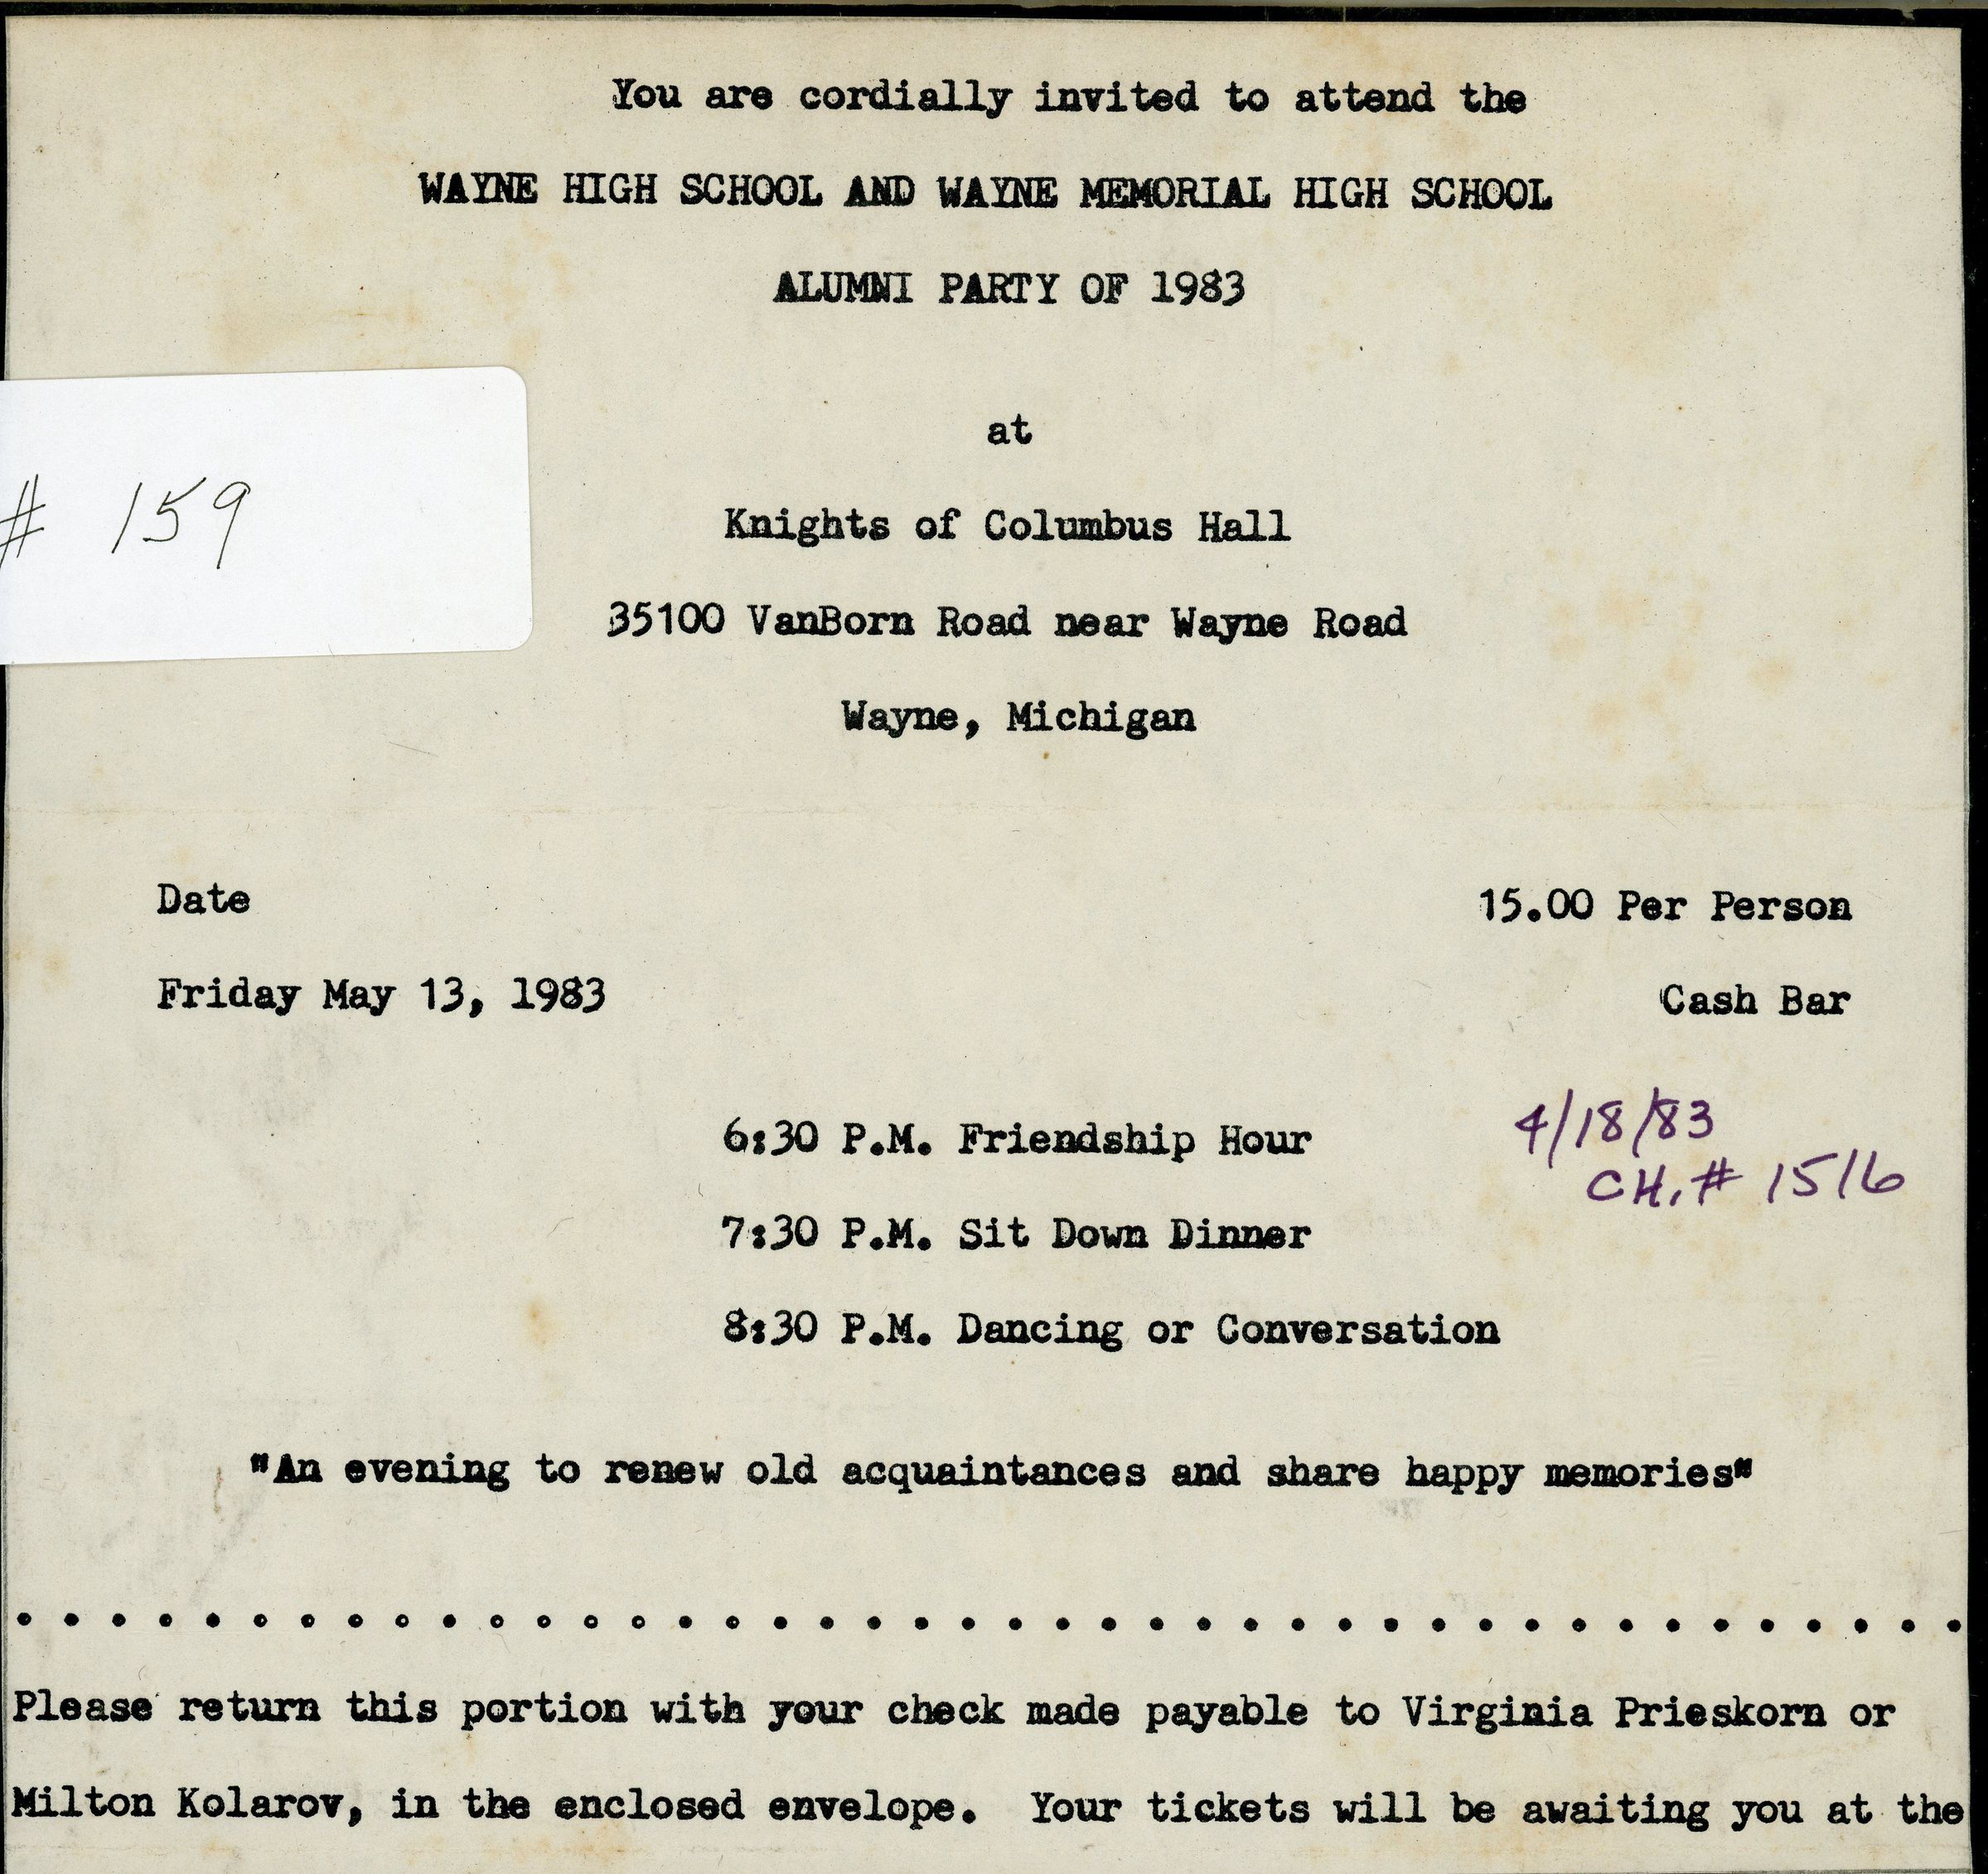 You are cordially invited to attend the
WAYNE HIGH SCHOOL AND WAYNE MEMORIAL HIGH SCHOOL
ALUMNI PARTY OF 1983
at
# 159
Knights of Columbus Hall
35100 VanBorn Road near Wayne Road
Wayne, Michigan
Date
15.00 Per Person
Friday May 13, 1983
Cash Bar
6:30 P.M. Friendship Hour
4/18/83
CH. # 1516
7:30 P.M. Sit Down Dinner
8:30 P.M. Dancing or Conversation
"An evening to renew old acquaintances and share happy memories"
Please return this portion with your check made payable to Virginia Prieskorn or
Milton Kolarov, in the enclosed envelope. Your tickets will be awaiting you at the